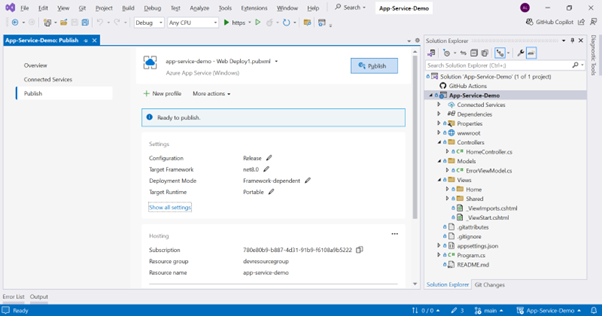 File Edit View Git Project Build Debug Test Analyze Tools Extensions Window Help Search App-Service-Demo
Debug Any CPU https GitHub Copilot
App-Service-Demo: Publish
Overview
Connected Services
Publish
app-service-demo - Web Deploy1.pubxml
Azure App Service (Windows)
Publish
+ New profile More actions
Ready to publish.
Settings
Configuration Release
Target Framework net8.0
Deployment Mode Framework-dependent
Target Runtime Portable
Show all settings
Hosting
...
Subscription 780e80b9-b887-4d31-91b9-f6108a9b5222
Resource group devresourcegroup
Resource name app-service-demo
Solution Explorer
Search Solution Explorer (Ctrl+;)
Solution 'App-Service-Demo' (1 of 1 project)
GitHub Actions
App-Service-Demo
Connected Services
Dependencies
Properties
wwwroot
Controllers
C# HomeController.cs
Models
C# ErrorViewModel.cs
Views
Home
Shared
_ViewImports.cshtml
_ViewStart.cshtml
.gitattributes
.gitignore
appsettings.json
C# Program.cs
README.md
Solution Explorer Git Changes
Diagnostic Tools
Error List Output
Ready 0 / 0 3 main App-Service-Demo